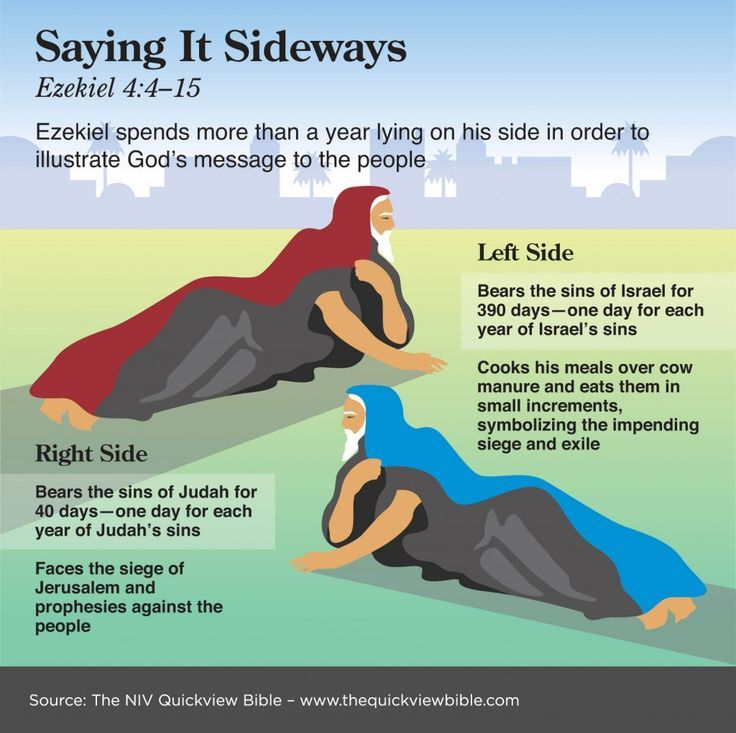 Saying It Sideways
Ezekiel 4:4–15
Ezekiel spends more than a year lying on his side in order to
illustrate God’s message to the people
Left Side
Bears the sins of Israel for
390 days—one day for each
year of Israel’s sins
Cooks his meals over cow
manure and eats them in
small increments,
symbolizing the impending
siege and exile
Right Side
Bears the sins of Judah for
40 days—one day for each
year of Judah’s sins
Faces the siege of
Jerusalem and
prophesies against the
people
Source: The NIV Quickview Bible – www.thequickviewbible.com